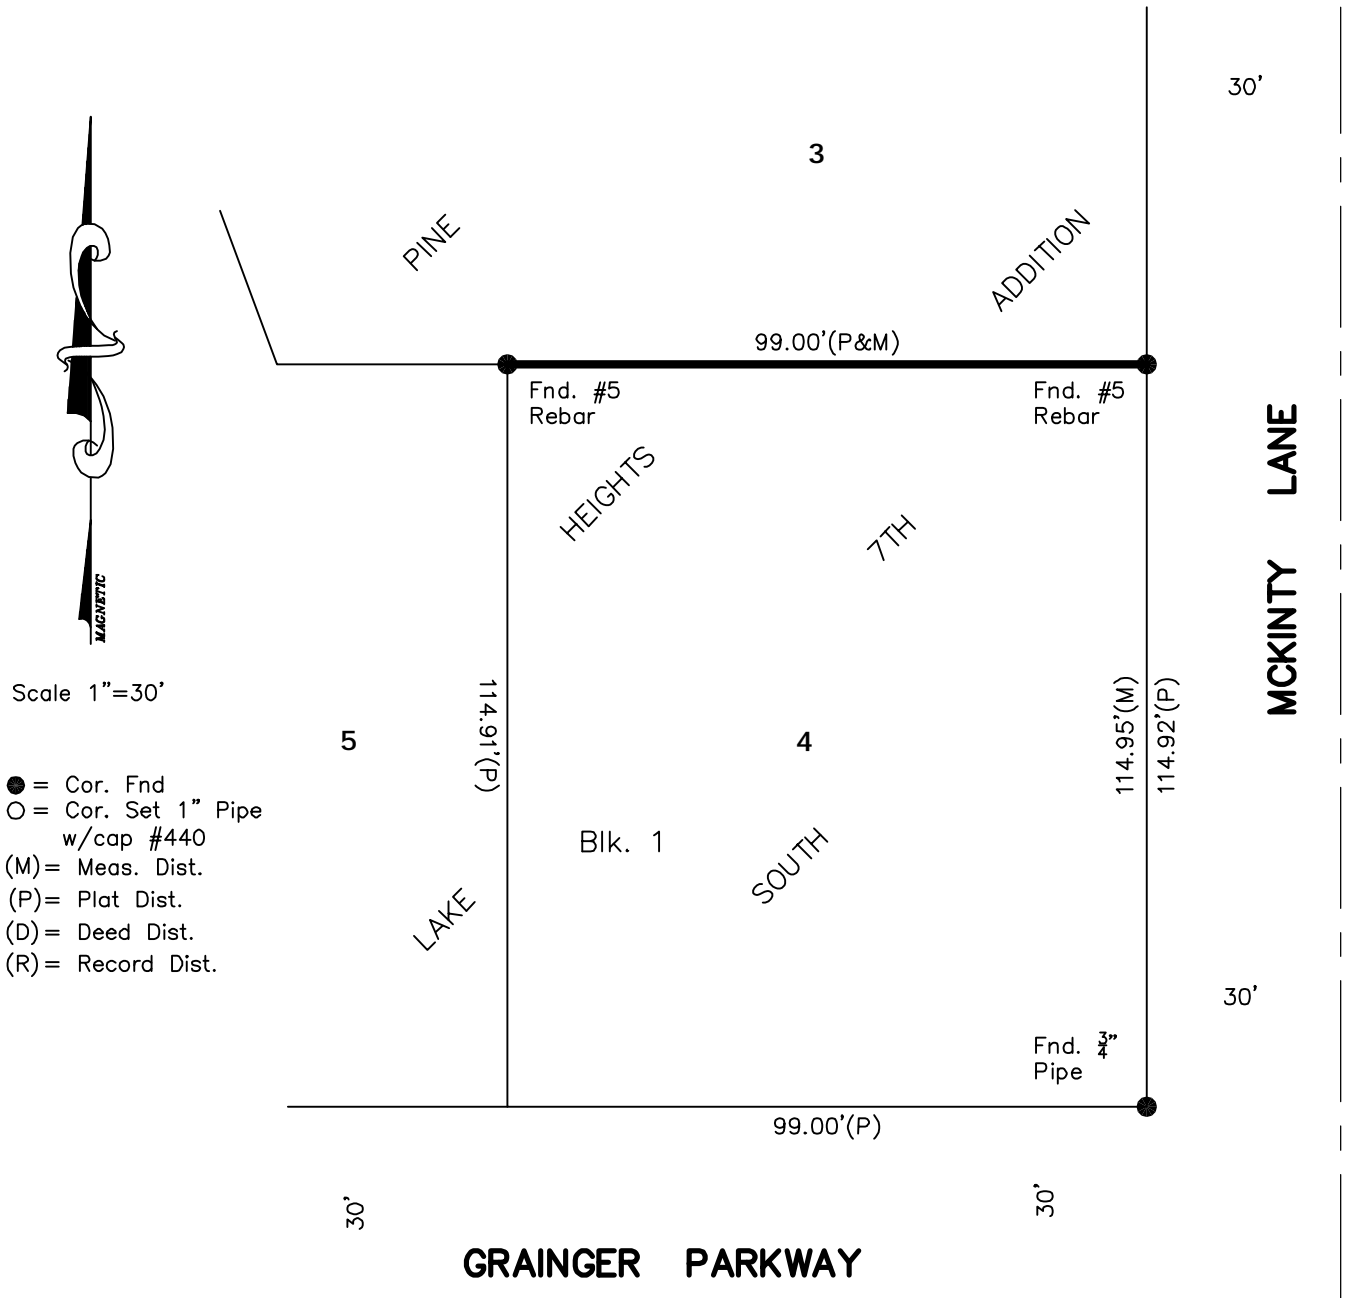 30'
3
PINE
ADDITION
99.00'(P&M)
Fnd. #5
Rebar
Fnd. #5
Rebar
HEIGHTS
7TH
MCKINTY LANE
MAGNETIC
Scale 1"=30'
114.91'(P)
114.95'(M)
114.92'(P)
5
4
● = Cor. Fnd
○ = Cor. Set 1" Pipe
w/cap #440
(M)= Meas. Dist.
(P)= Plat Dist.
(D)= Deed Dist.
(R)= Record Dist.
Blk. 1
SOUTH
LAKE
30'
Fnd. 3/4"
Pipe
99.00'(P)
30'
30'
GRAINGER PARKWAY